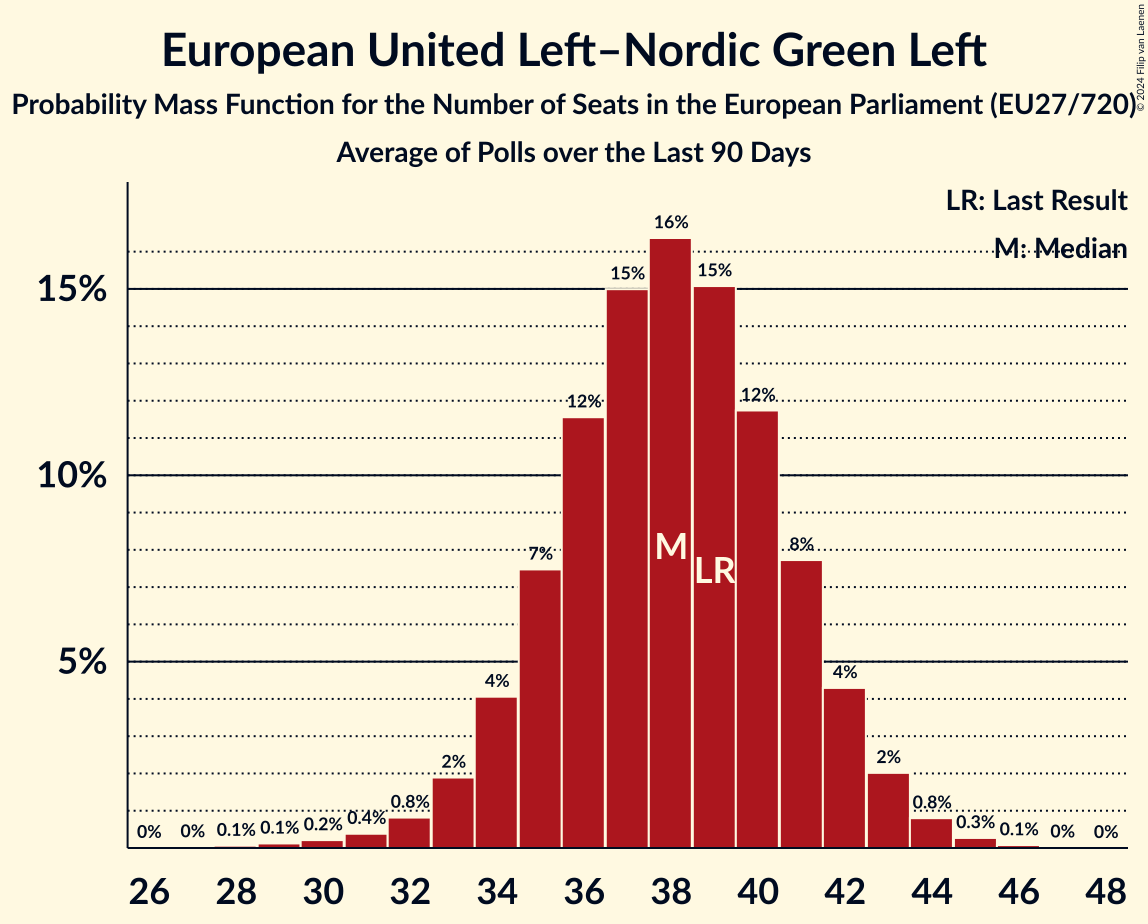 European United Left–Nordic Green Left
Probability Mass Function for the Number of Seats in the European Parliament (EU27/720)
Average of Polls over the Last 90 Days
© 2024 Filip van Laenen
LR: Last Result
M: Median
15%
10%
5%
0%
0%
0.1%
0.1%
0.2%
0.4%
0.8%
2%
4%
7%
12%
15%
16%
15%
12%
8%
4%
2%
0.8%
0.3%
0.1%
0%
0%
M
LR
26 28 30 32 34 36 38 40 42 44 46 48